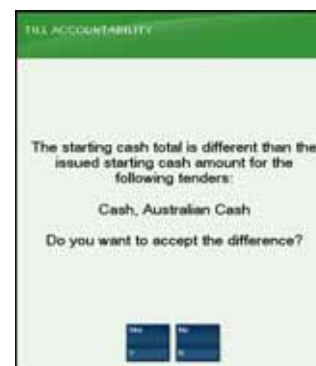 TILL ACCOUNTABILITY
The starting cash total is different than the
issued starting cash amount for the
following tenders:
Cash, Australian Cash
Do you want to accept the difference?
Yes No
Y N